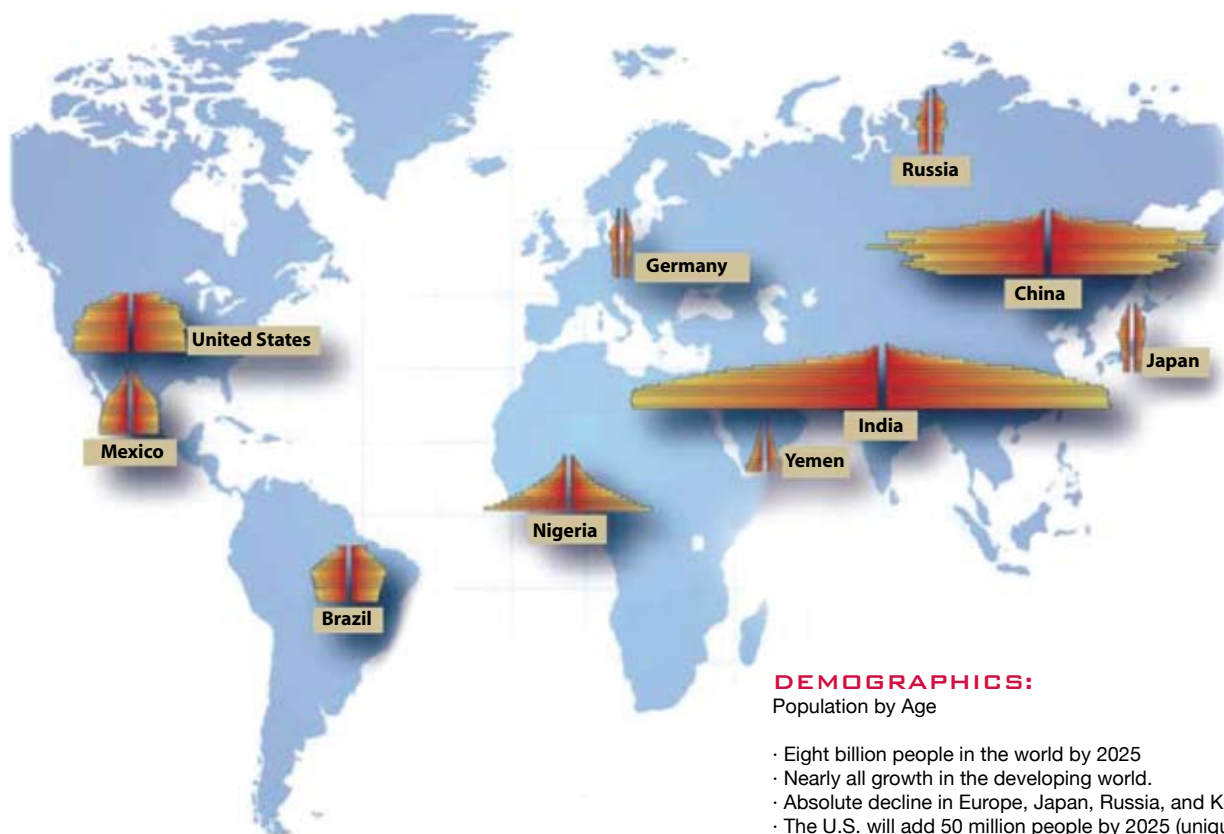 Russia
Germany
China
United States
Japan
India
Mexico
Yemen
Nigeria
Brazil
DEMOGRAPHICS:
Population by Age
· Eight billion people in the world by 2025
· Nearly all growth in the developing world.
· Absolute decline in Europe, Japan, Russia, and
· The U.S. will add 50 million people by 2025